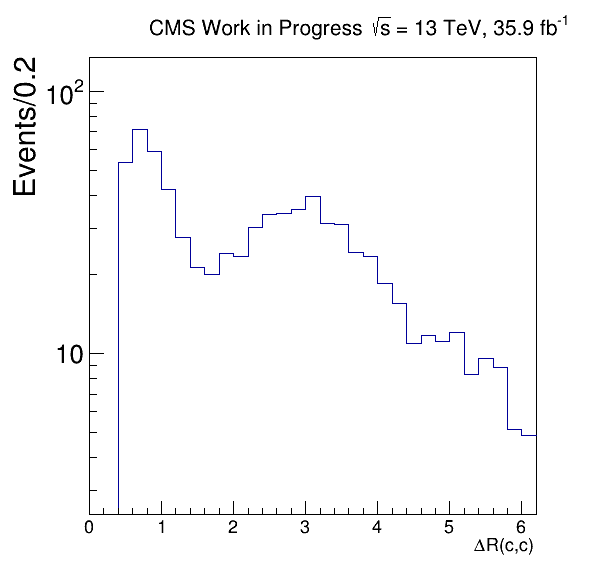 CMS Work in Progress √s = 13 TeV, 35.9 fb⁻¹
Events/0.2
10²
10
0 1 2 3 4 5 6
ΔR(c,c)